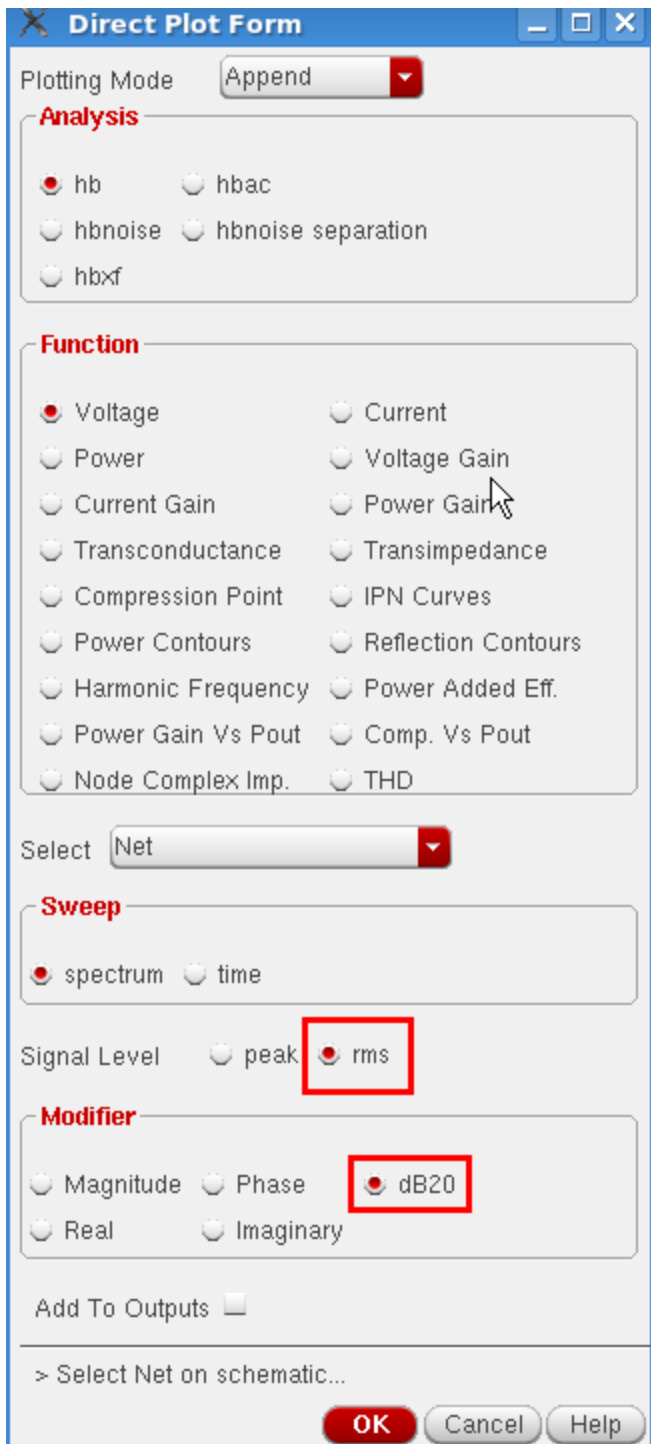 Direct Plot Form
Plotting Mode Append
Analysis
hb hbac
hbnoise hbnoise separation
hbxf
Function
Voltage Current
Power Voltage Gain
Current Gain Power Gain
Transconductance Transimpedance
Compression Point IPN Curves
Power Contours Reflection Contours
Harmonic Frequency Power Added Eff.
Power Gain Vs Pout Comp. Vs Pout
Node Complex Imp. THD
Select Net
Sweep
spectrum time
Signal Level peak rms
Modifier
Magnitude Phase dB20
Real Imaginary
Add To Outputs
> Select Net on schematic...
OK Cancel Help